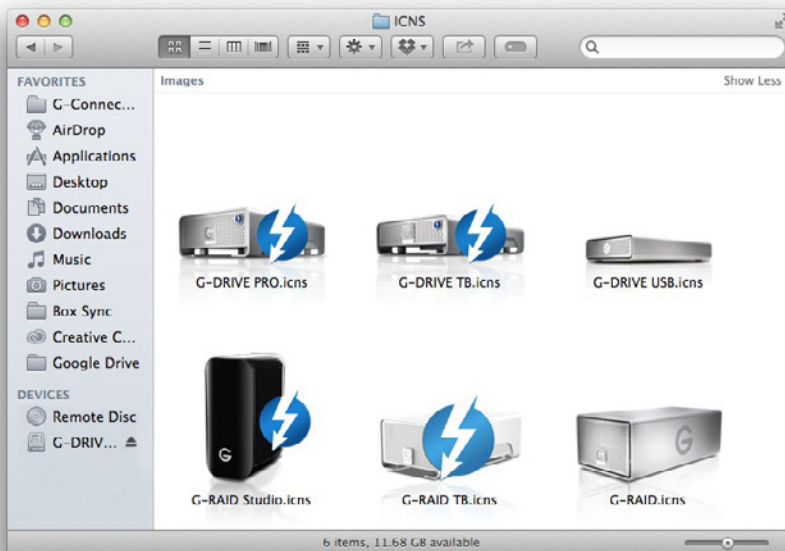 ICNS
FAVORITES
G-Connec...
AirDrop
Applications
Desktop
Documents
Downloads
Music
Pictures
Box Sync
Creative C...
Google Drive
DEVICES
Remote Disc
G-DRIV...
Images
Show Less
G-DRIVE PRO.icns
G-DRIVE TB.icns
G-DRIVE USB.icns
G-RAID Studio.icns
G-RAID TB.icns
G-RAID.icns
6 items, 11.68 GB available